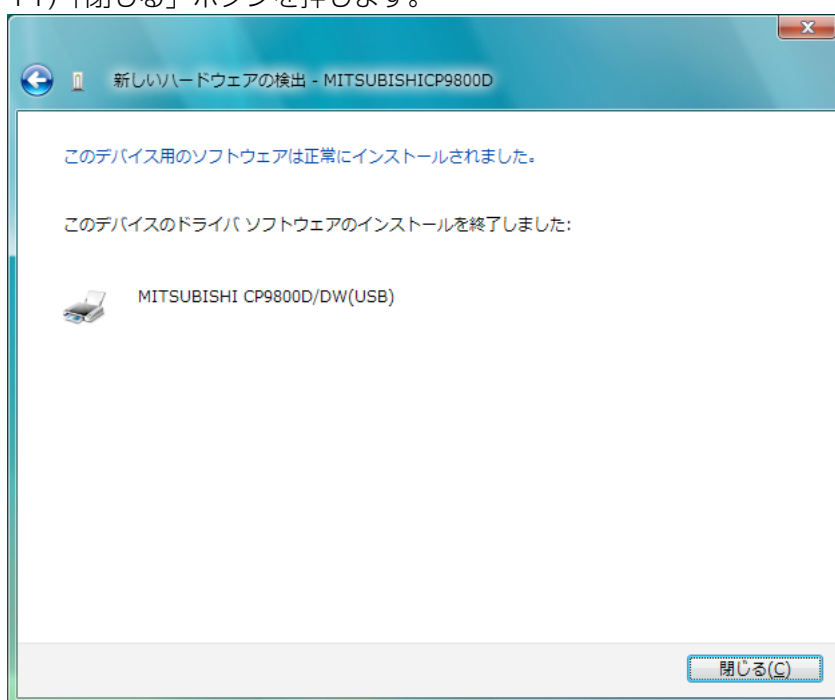 11)「閉じる」ボタンを押します。
新しいハードウェアの検出 - MITSUBISHICP9800D
このデバイス用のソフトウェアは正常にインストールされました。
このデバイスのドライバ ソフトウェアのインストールを終了しました:
MITSUBISHI CP9800D/DW(USB)
閉じる(C)